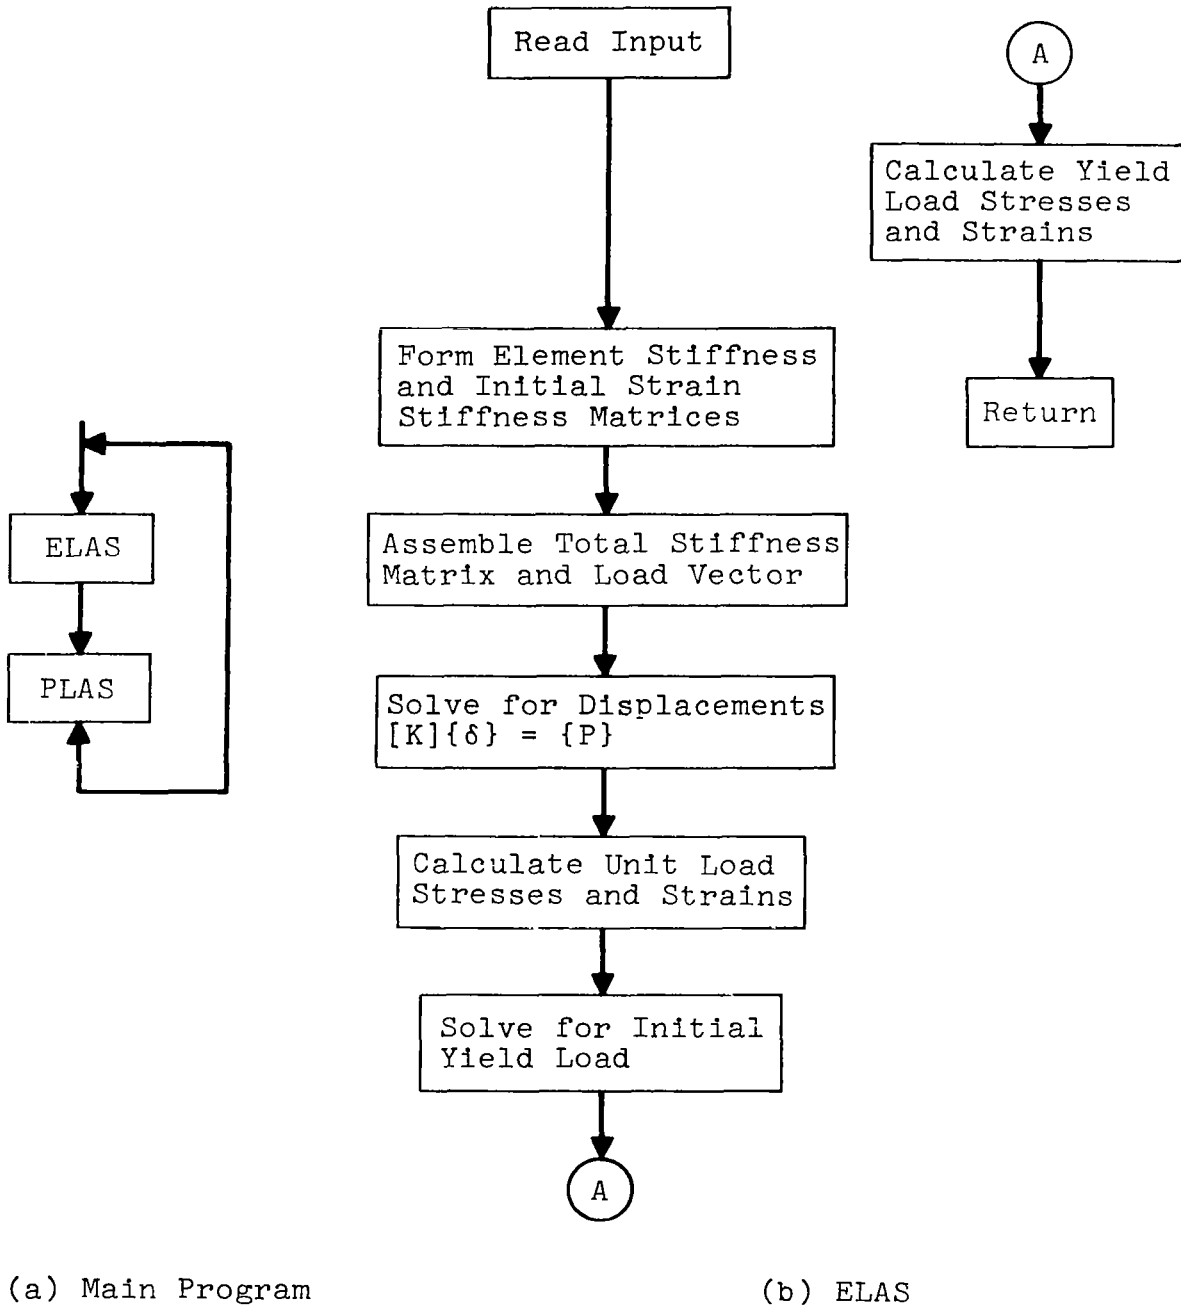 Read Input
Form Element Stiffness
and Initial Strain
Stiffness Matrices
Assemble Total Stiffness
Matrix and Load Vector
Solve for Displacements
[K]{δ} = {P}
Calculate Unit Load
Stresses and Strains
Solve for Initial
Yield Load
A
A
Calculate Yield
Load Stresses
and Strains
Return
ELAS
PLAS
(a) Main Program
(b) ELAS